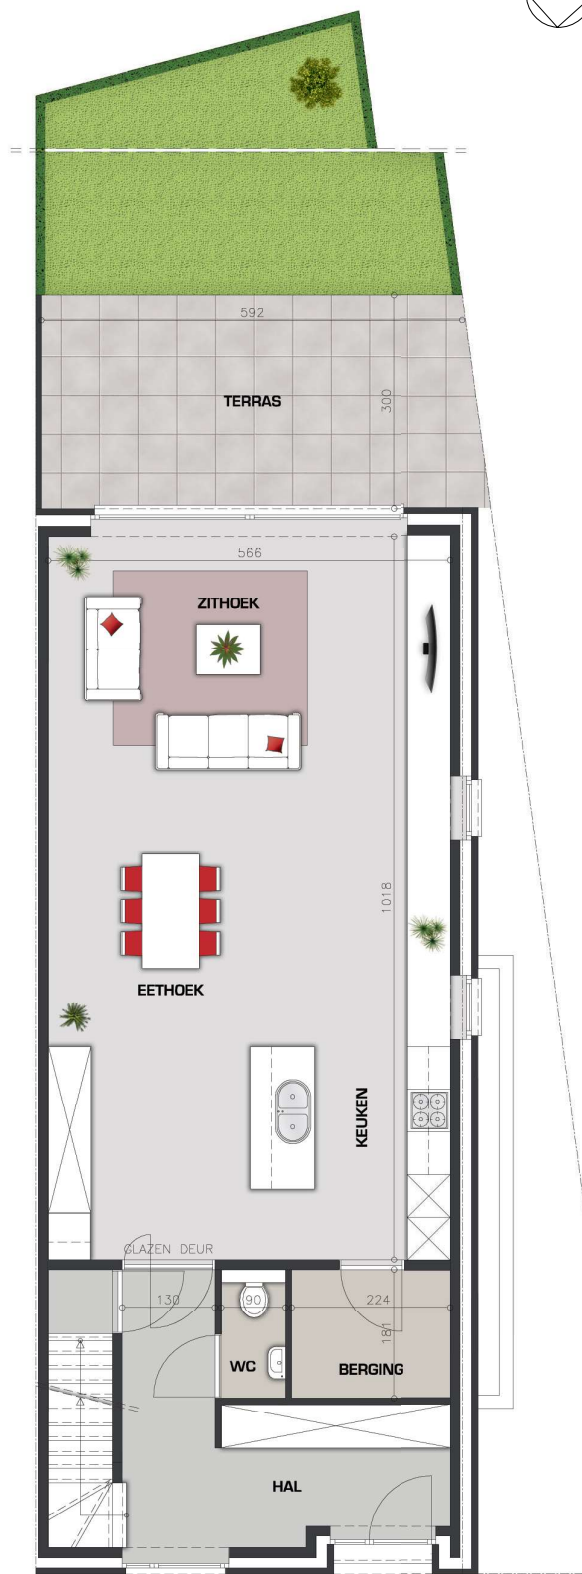 592
TERRAS
300
566
ZITHOEK
1018
EETHOEK
KEUKEN
GLAZEN DEUR
130
90
224
181
WC
BERGING
HAL